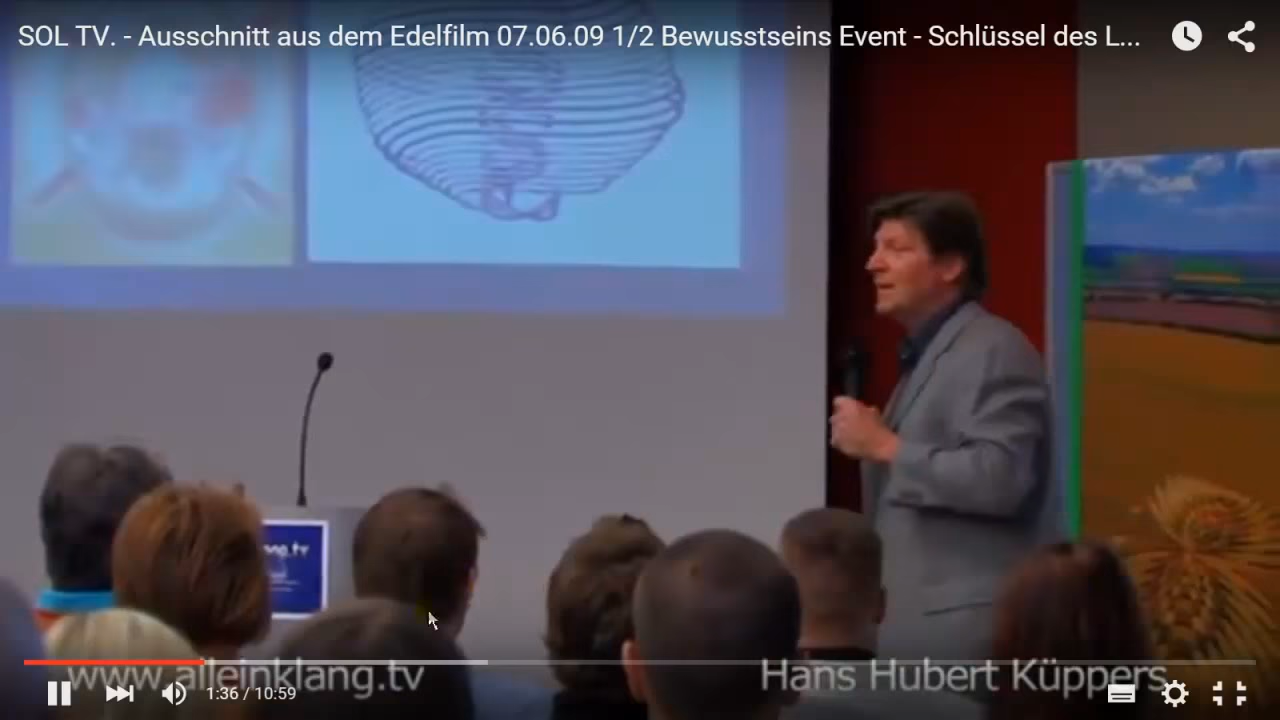 SOL TV. - Ausschnitt aus dem Edelfilm 07.06.09 1/2 Bewusstseins Event - Schlüssel des L...
www.alleinklang.tv
Hans Hubert Küppers
1:36 / 10:59